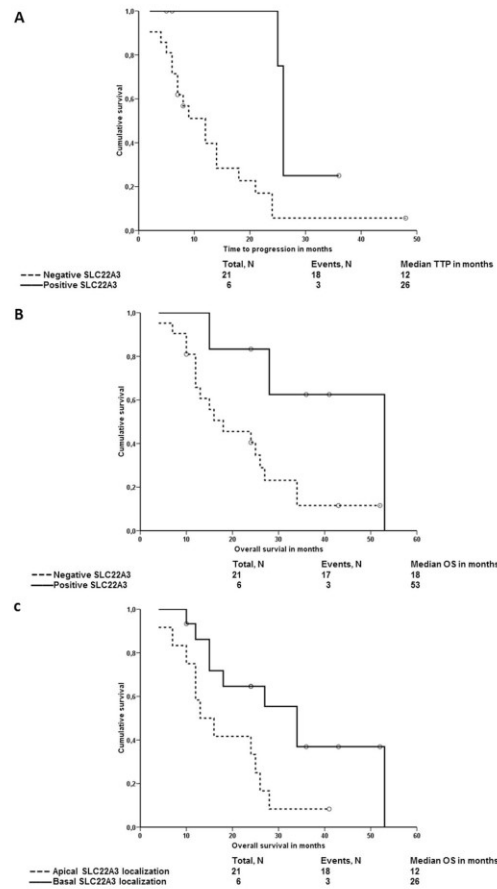 A
1,0
0,8
0,6
0,4
0,2
0,0
Cumulative survival
0 10 20 30 40 50
Time to progression in months
Total, N Events, N Median TTP in months
Negative SLC22A3 21 18 12
Positive SLC22A3 6 3 26
B
1,0
0,8
0,6
0,4
0,2
0,0
Cumulative survival
0 10 20 30 40 50 60
Overall survial in months
Total, N Events, N Median OS in months
Negative SLC22A3 21 17 18
Positive SLC22A3 6 3 53
C
1,0
0,8
0,6
0,4
0,2
0,0
Cumulative survival
0 10 20 30 40 50 60
Overall survival in months
Total, N Events, N Median OS in months
Apical SLC22A3 localization 21 18 12
Basal SLC22A3 localization 6 3 26